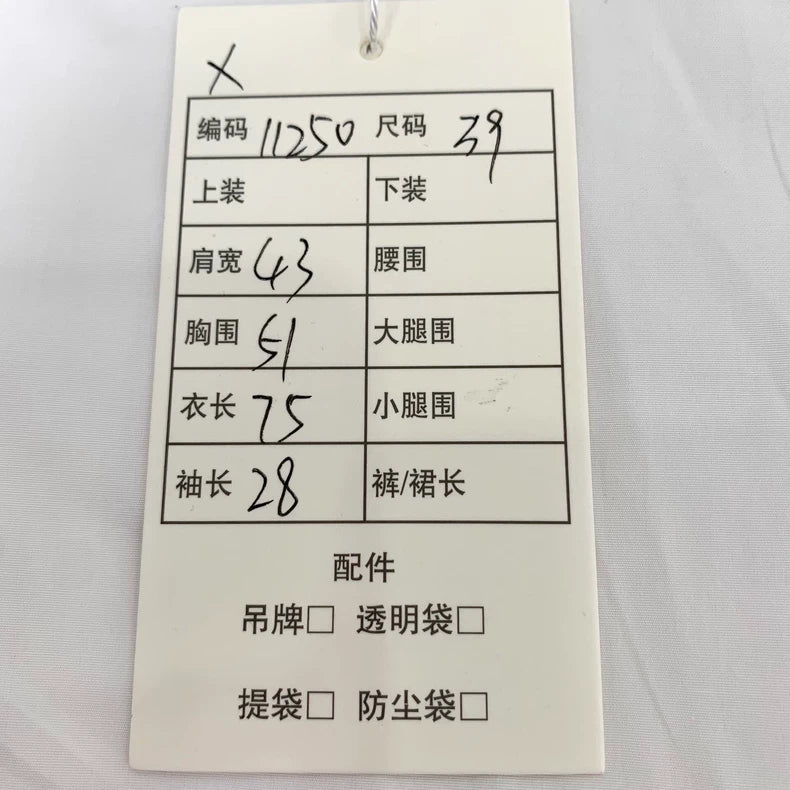 X
编码 11250 尺码 39
上装 下装
肩宽 43 腰围
胸围 51 大腿围
衣长 75 小腿围
袖长 28 裤/裙长
配件
吊牌□ 透明袋□
提袋□ 防尘袋□